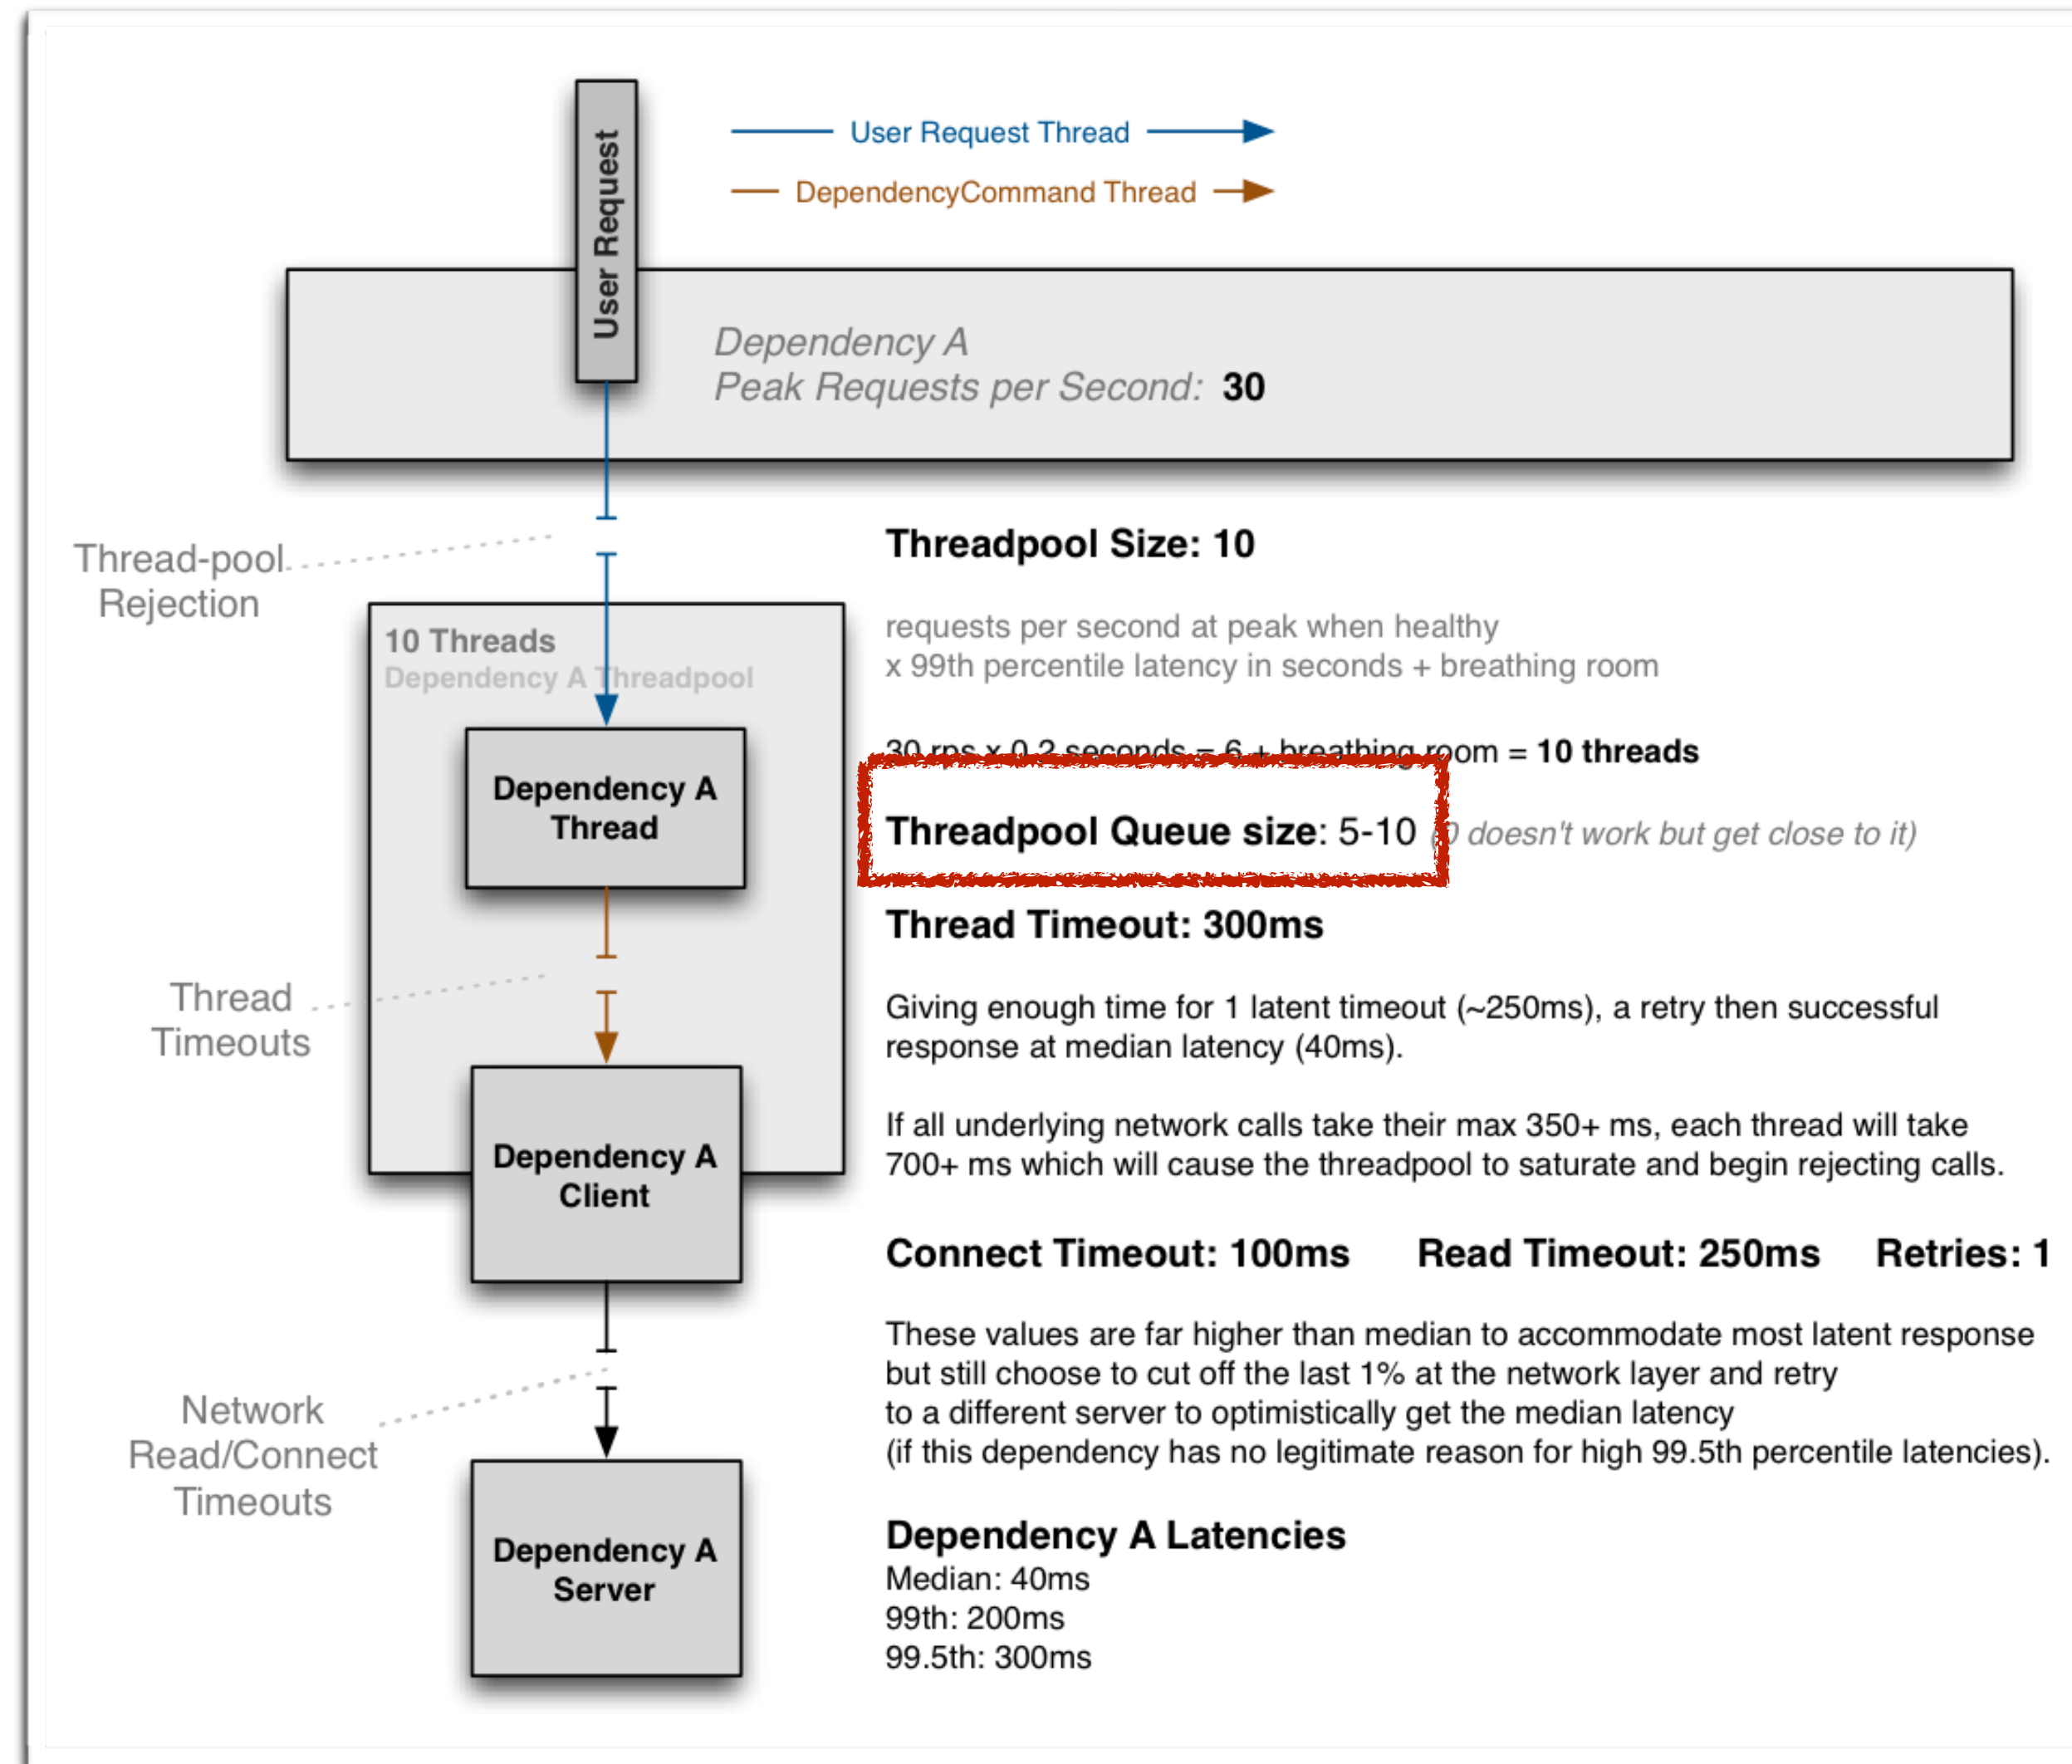 User Request
User Request Thread
DependencyCommand Thread
Dependency A
Peak Requests per Second: 30
Thread-pool
Rejection
Threadpool Size: 10
requests per second at peak when healthy
x 99th percentile latency in seconds + breathing room
10 Threads
Dependency A Threadpool
30 rps x 0.2 seconds = 6 + breathing room = 10 threads
Dependency A
Thread
Threadpool Queue size: 5-10 (0 doesn't work but get close to it)
Thread Timeout: 300ms
Thread
Timeouts
Giving enough time for 1 latent timeout (~250ms), a retry then successful
response at median latency (40ms).
If all underlying network calls take their max 350+ ms, each thread will take
700+ ms which will cause the threadpool to saturate and begin rejecting calls.
Dependency A
Client
Connect Timeout: 100ms Read Timeout: 250ms Retries: 1
These values are far higher than median to accommodate most latent response
but still choose to cut off the last 1% at the network layer and retry
to a different server to optimistically get the median latency
(if this dependency has no legitimate reason for high 99.5th percentile latencies).
Network
Read/Connect
Timeouts
Dependency A
Server
Dependency A Latencies
Median: 40ms
99th: 200ms
99.5th: 300ms